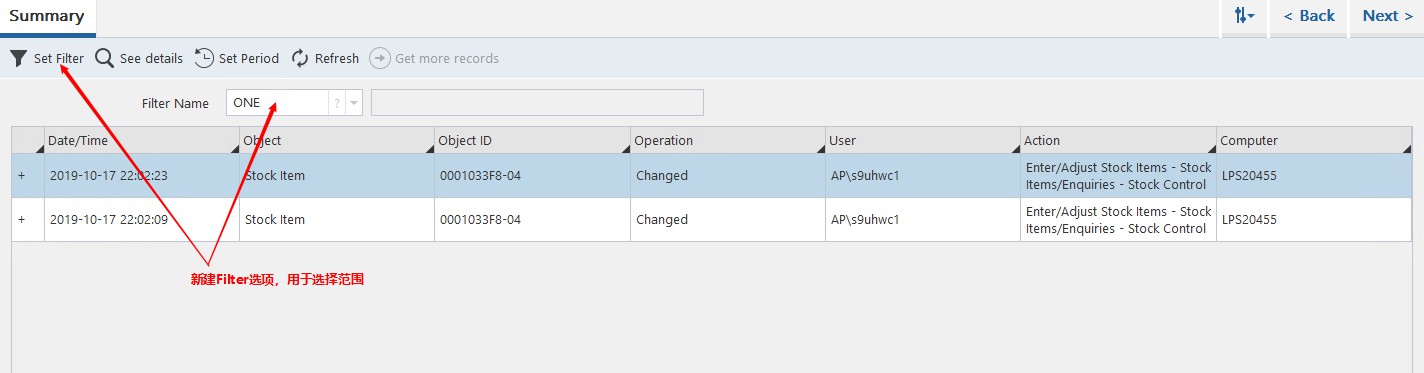 Summary < Back Next >
Set Filter See details Set Period Refresh Get more records
Filter Name ONE ?
Date/Time Object Object ID Operation User Action Computer
+ 2019-10-17 22:02:23 Stock Item 0001033F8-04 Changed AP\s9uhwc1 Enter/Adjust Stock Items - Stock LPS20455
Items/Enquiries - Stock Control
+ 2019-10-17 22:02:09 Stock Item 0001033F8-04 Changed AP\s9uhwc1 Enter/Adjust Stock Items - Stock LPS20455
Items/Enquiries - Stock Control
新建Filter选项，用于选择范围